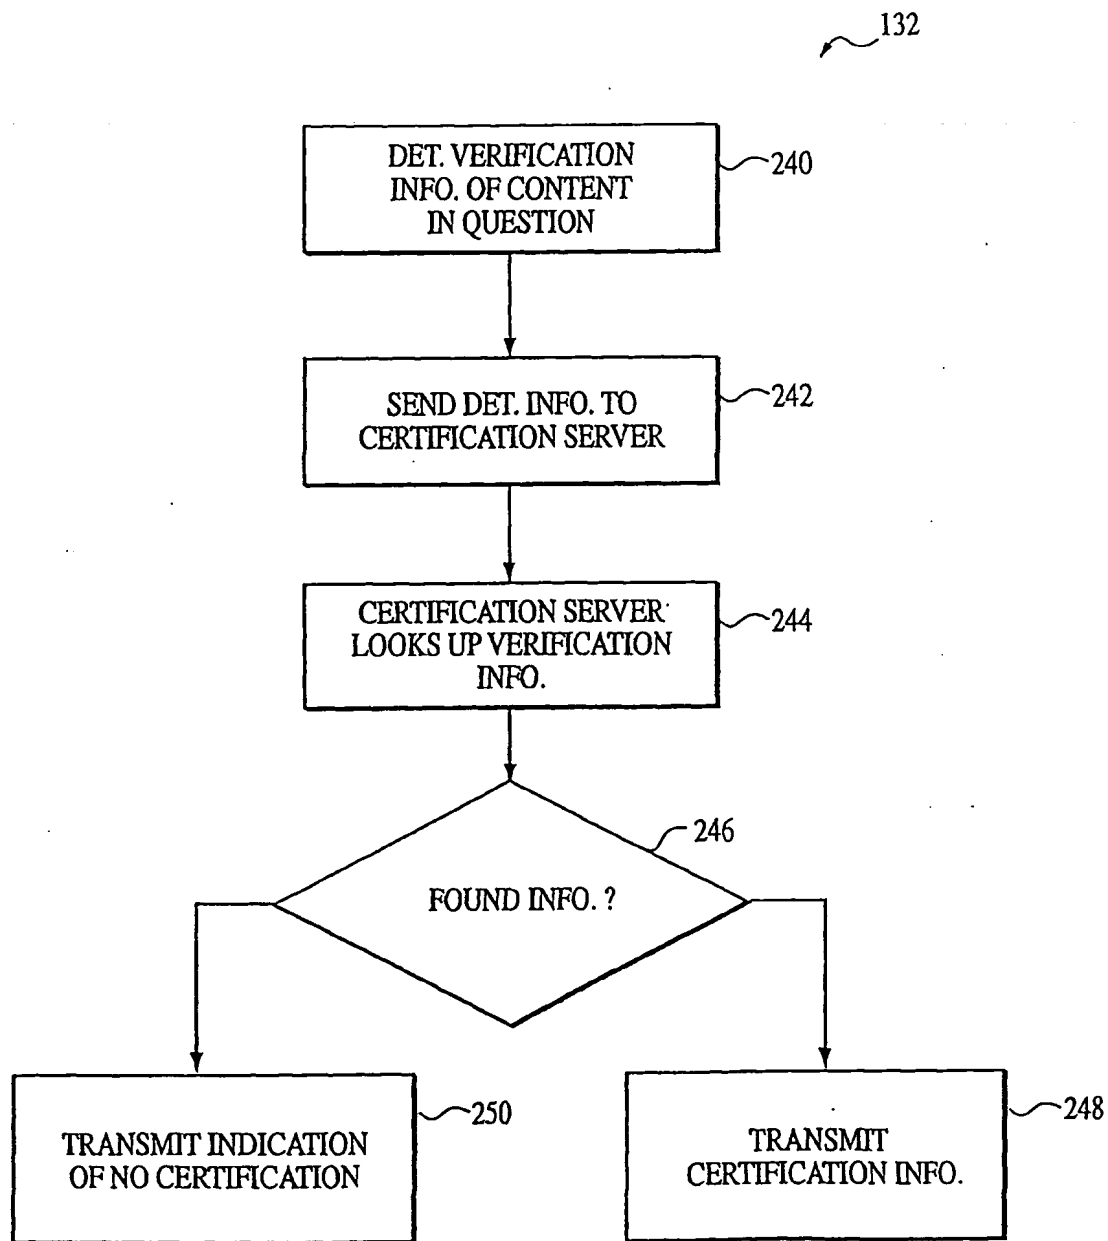 132
DET. VERIFICATION
INFO. OF CONTENT
IN QUESTION
240
SEND DET. INFO. TO
CERTIFICATION SERVER
242
CERTIFICATION SERVER
LOOKS UP VERIFICATION
INFO.
244
FOUND INFO. ?
246
TRANSMIT INDICATION
OF NO CERTIFICATION
250
TRANSMIT
CERTIFICATION INFO.
248